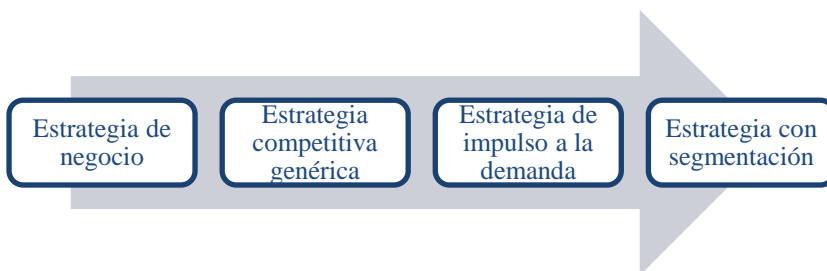 Estrategia de
negocio
Estrategia
competitiva
genérica
Estrategia de
impulso a la
demanda
Estrategia con
segmentación